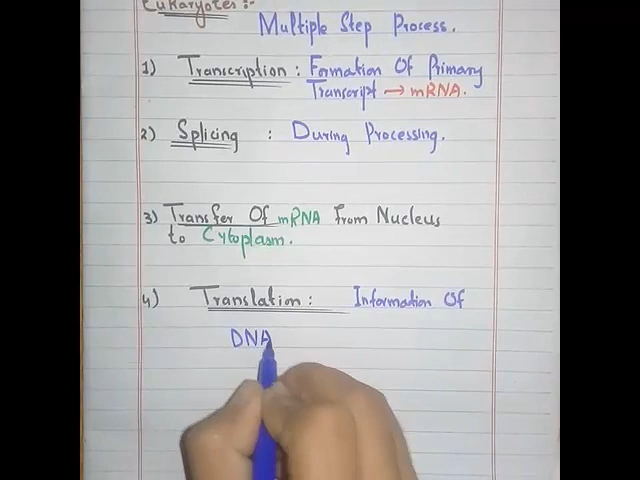 Eukaryotes:-
Multiple Step Process.
1) Transcription : Formation Of Primary
Transcript → mRNA.
2) Splicing : During Processing.
3) Transfer Of mRNA From Nucleus
to Cytoplasm.
4) Translation : Information Of
DNA